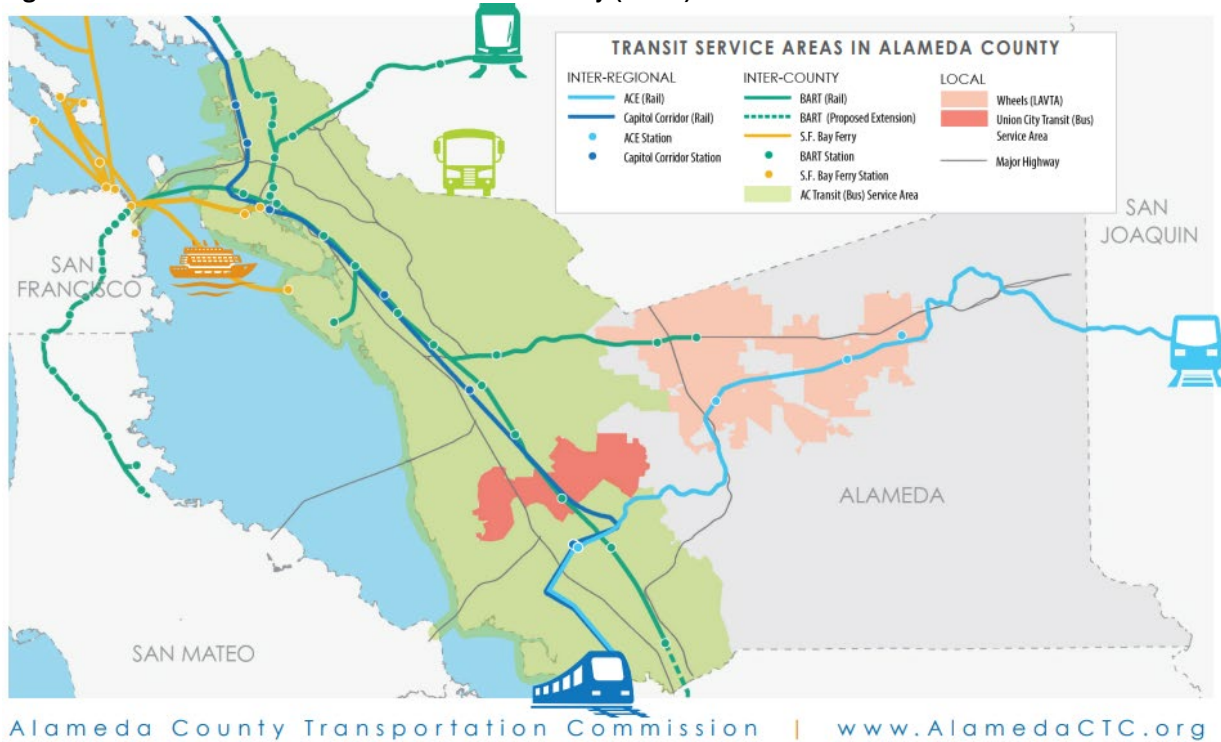 TRANSIT SERVICE AREAS IN ALAMEDA COUNTY
INTER-REGIONAL
ACE (Rail)
Capitol Corridor (Rail)
ACE Station
Capitol Corridor Station
INTER-COUNTY
BART (Rail)
BART (Proposed Extension)
S.F. Bay Ferry
BART Station
S.F. Bay Ferry Station
AC Transit (Bus) Service Area
LOCAL
Wheels (LAVTA)
Union City Transit (Bus)
Service Area
Major Highway
SAN
JOAQUIN
SAN
FRANCISCO
ALAMEDA
SAN MATEO
Alameda County Transportation Commission | www.AlamedaCTC.org